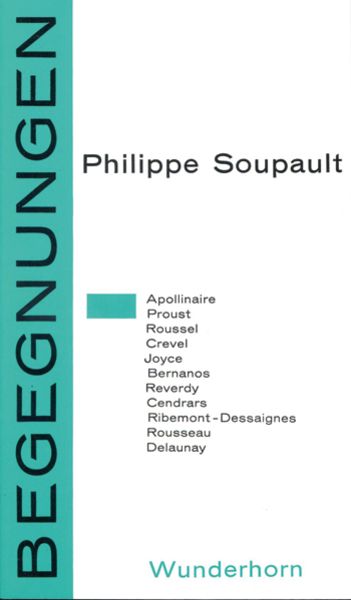 BEGEGNUNGEN
Philippe Soupault
Apollinaire
Proust
Roussel
Crevel
Joyce
Bernanos
Reverdy
Cendrars
Ribemont-Dessaignes
Rousseau
Delaunay
Wunderhorn